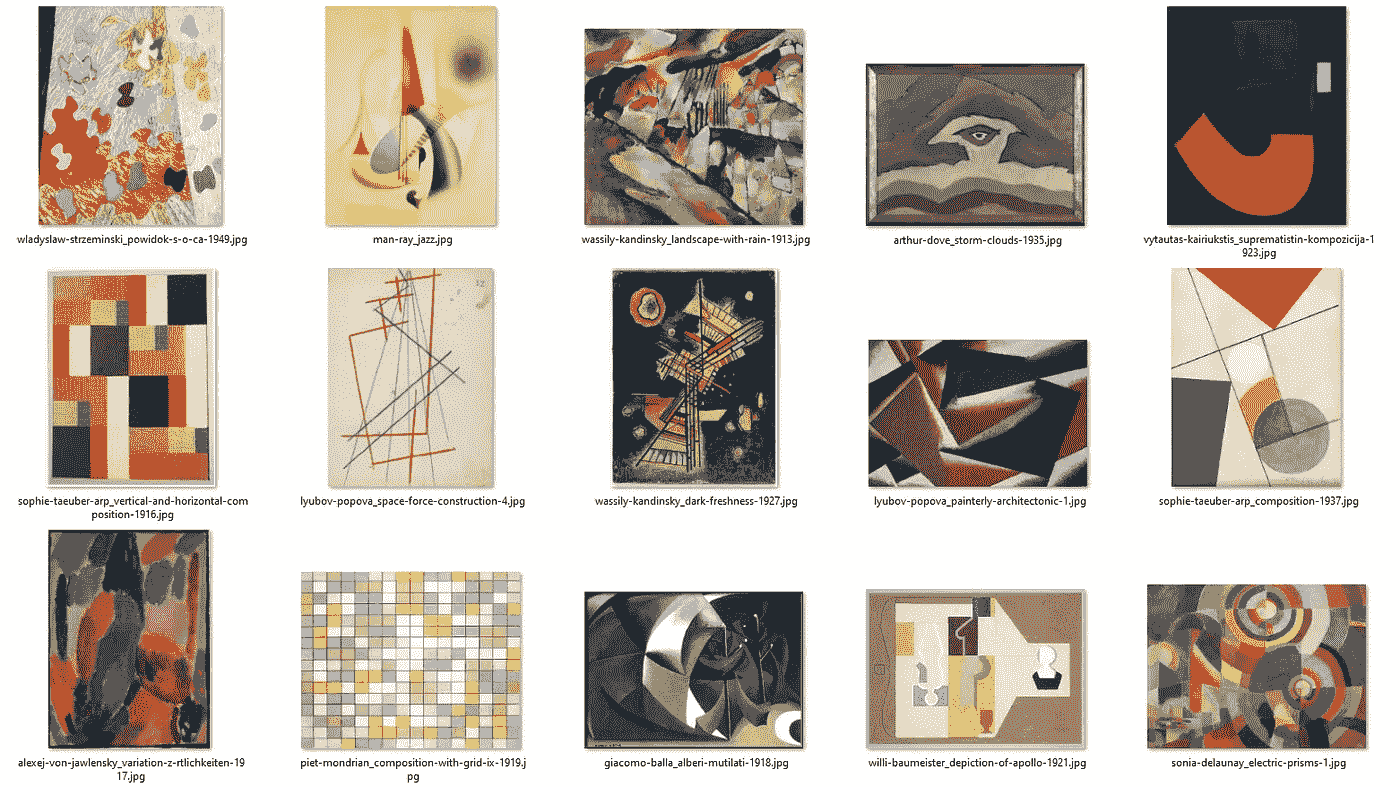 wladyslaw-strzeminski_powidok-s-o-ca-1949.jpg
man-ray_jazz.jpg
wassily-kandinsky_landscape-with-rain-1913.jpg
arthur-dove_storm-clouds-1935.jpg
vytautas-kairiukstis_suprematistin-kompozicija-1
923.jpg
sophie-taeuber-arp_vertical-and-horizontal-com
position-1916.jpg
lyubov-popova_space-force-construction-4.jpg
wassily-kandinsky_dark-freshness-1927.jpg
lyubov-popova_painterly-architectonic-1.jpg
sophie-taeuber-arp_composition-1937.jpg
alexej-von-jawlensky_variation-z-rtlichkeiten-19
17.jpg
piet-mondrian_composition-with-grid-ix-1919.j
pg
giacomo-balla_alberi-mutilati-1918.jpg
willi-baumeister_depiction-of-apollo-1921.jpg
sonia-delaunay_electric-prisms-1.jpg